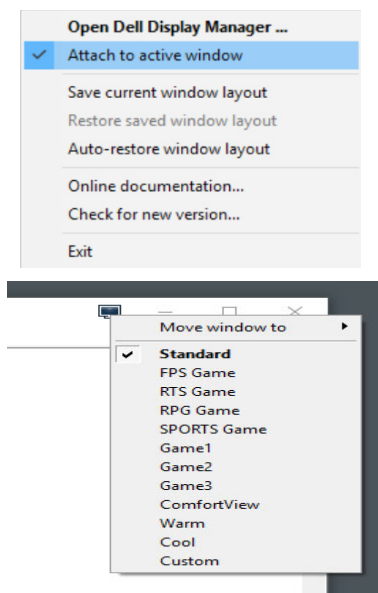 Open Dell Display Manager ...
Attach to active window
Save current window layout
Restore saved window layout
Auto-restore window layout
Online documentation...
Check for new version...
Exit
Move window to
Standard
FPS Game
RTS Game
RPG Game
SPORTS Game
Game1
Game2
Game3
ComfortView
Warm
Cool
Custom